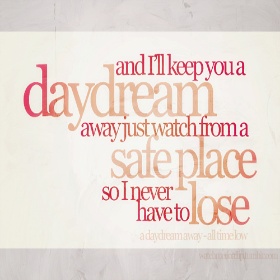 and I'll keep you a
daydream
away just watch from a
safe place
so I never
have to lose
a daydream away - all time low